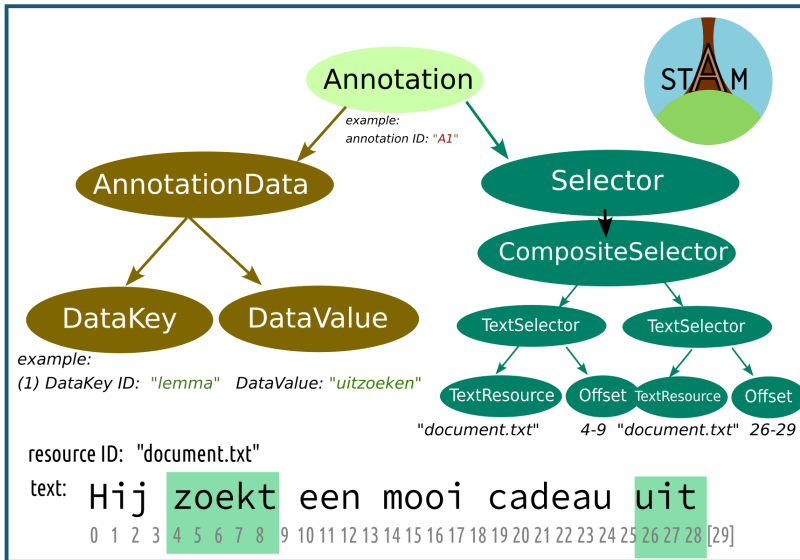 Annotation
STAM
example:
annotation ID: "A1"
AnnotationData
Selector
CompositeSelector
DataKey
DataValue
TextSelector
TextSelector
example:
(1) DataKey ID: "lemma" DataValue: "uitzoeken"
TextResource
Offset
TextResource
Offset
"document.txt"
4-9
"document.txt"
26-29
resource ID: "document.txt"
text: Hij zoekt een mooi cadeau uit
0 1 2 3 4 5 6 7 8 9 10 11 12 13 14 15 16 17 18 19 20 21 22 23 24 25 26 27 28 [29]